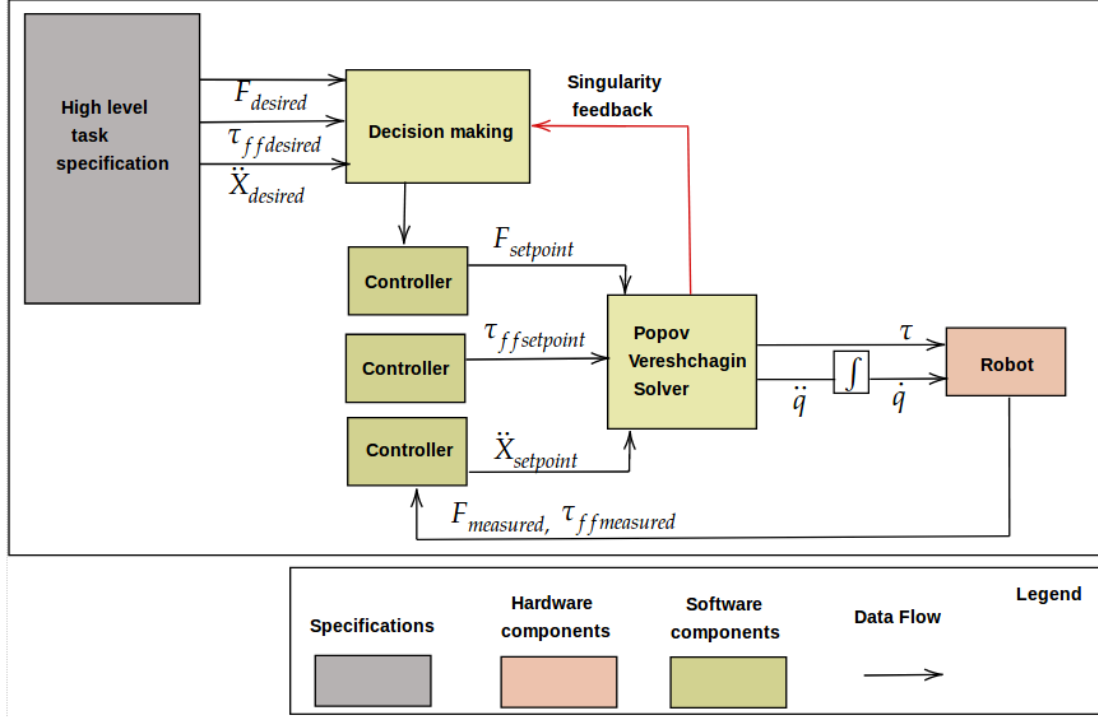 High level
task
specification
F_desired
τ_ffdesired
Ẍ_desired
Decision making
Singularity
feedback
Controller
F_setpoint
Controller
τ_ffsetpoint
Controller
Ẍ_setpoint
Popov
Vereshchagin
Solver
τ
q̈
∫
q̇
Robot
F_measured, τ_ffmeasured
Legend
Specifications
Hardware
components
Software
components
Data Flow